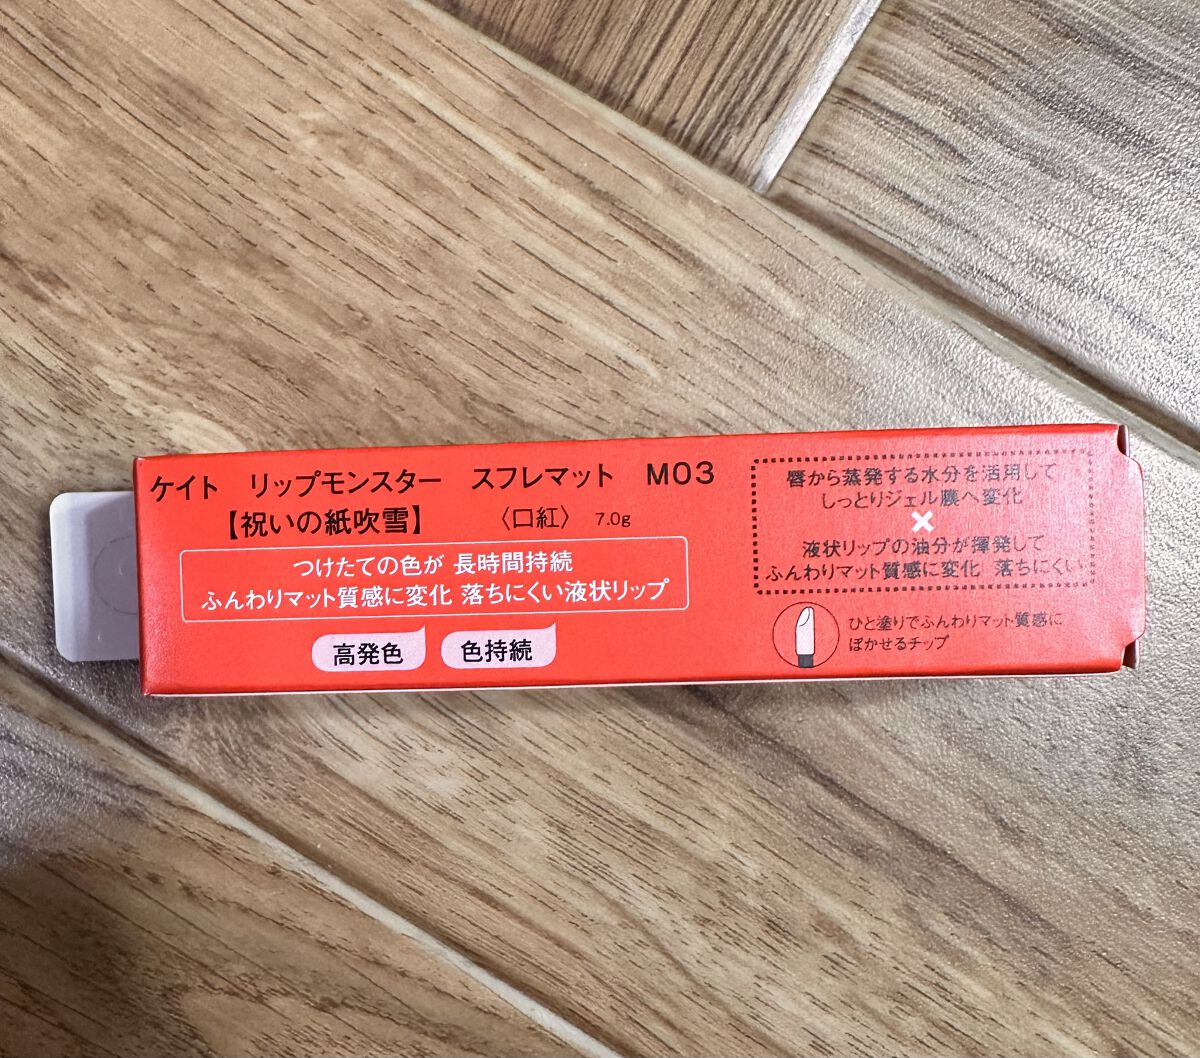 ケイト リップモンスター スフレマット M03
【祝いの紙吹雪】 〈口紅〉 7.0g
つけたての色が 長時間持続
ふんわりマット質感に変化 落ちにくい液状リップ
高発色 色持続
唇から蒸発する水分を活用して
しっとりジェル膜へ変化
×
液状リップの油分が揮発して
ふんわりマット質感に変化 落ちにくい
ひと塗りでふんわりマット質感に
ぼかせるチップ